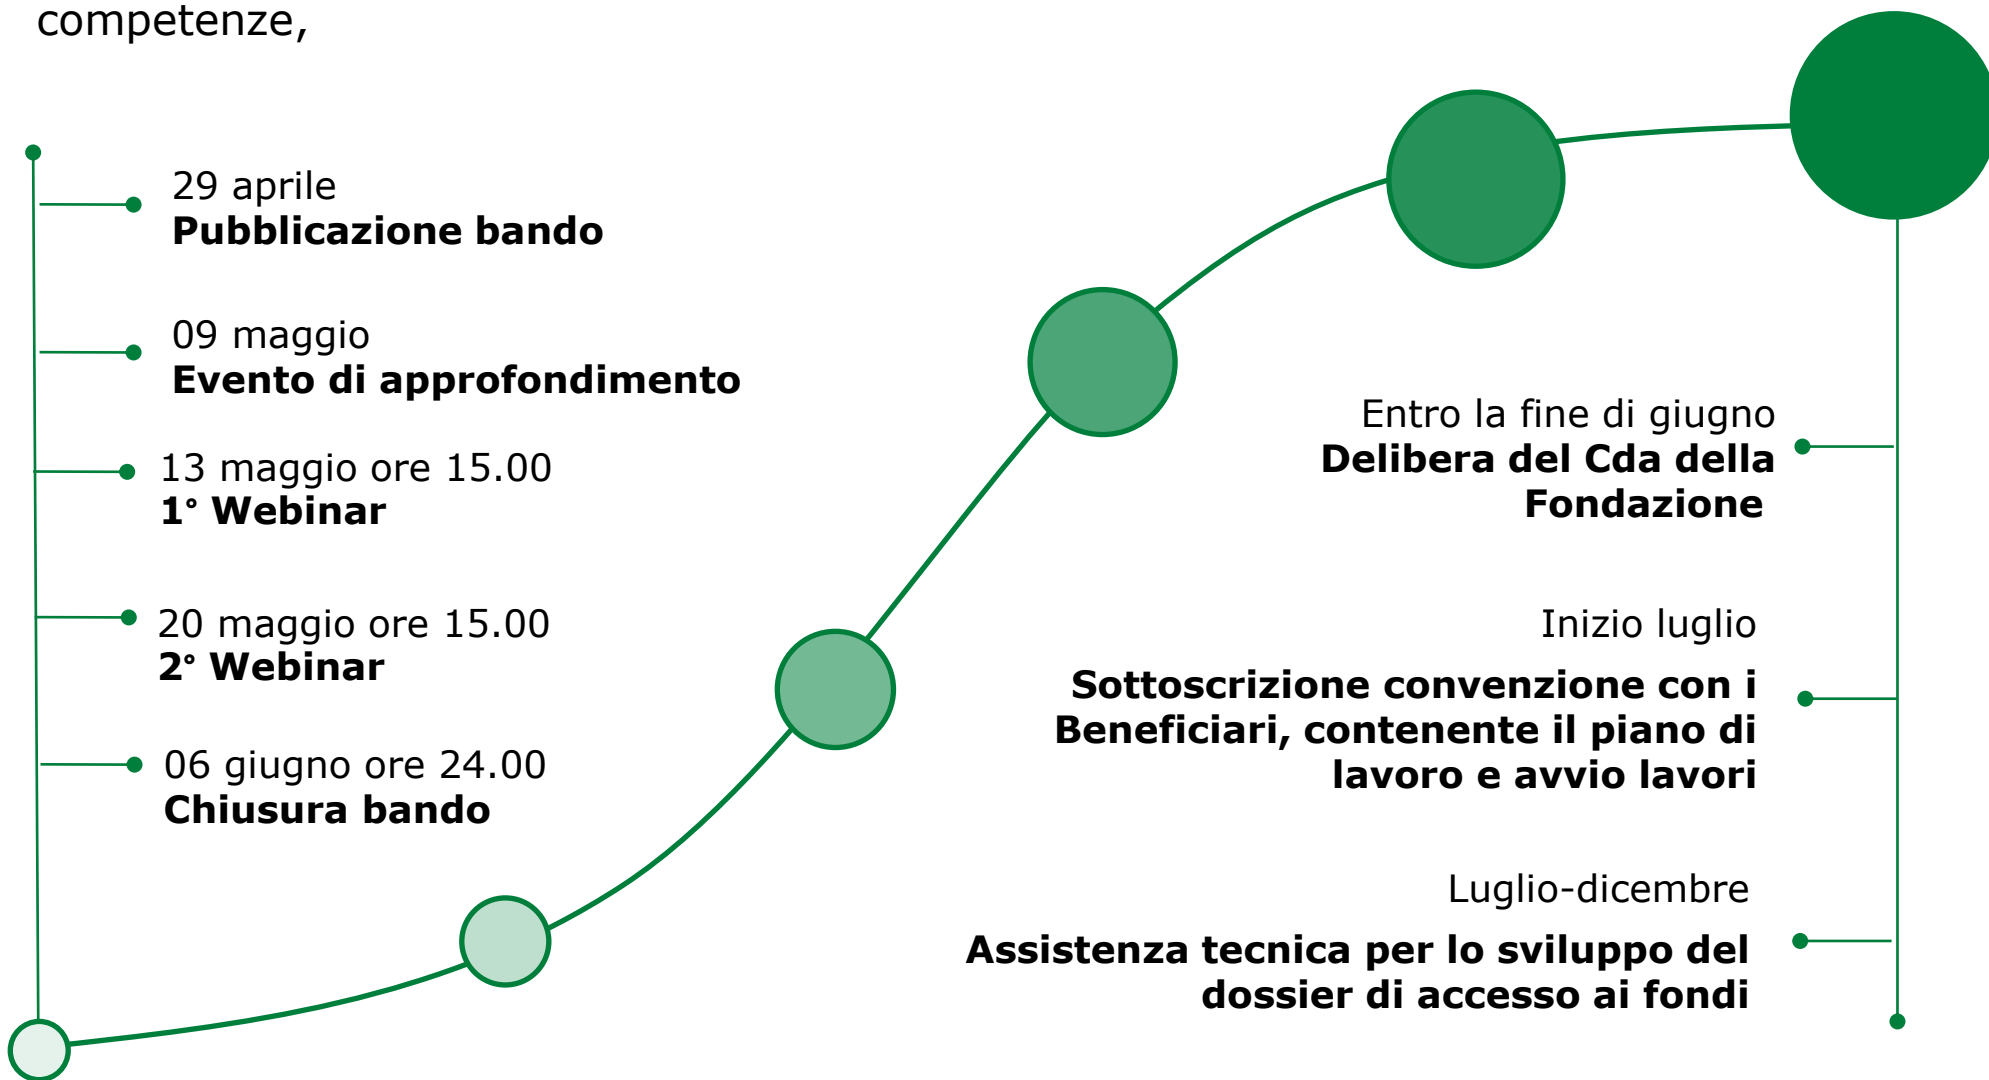 competenze,
29 aprile
Pubblicazione bando
09 maggio
Evento di approfondimento
13 maggio ore 15.00
1° Webinar
20 maggio ore 15.00
2° Webinar
06 giugno ore 24.00
Chiusura bando
Entro la fine di giugno
Delibera del Cda della
Fondazione
Inizio luglio
Sottoscrizione convenzione con i
Beneficiari, contenente il piano di
lavoro e avvio lavori
Luglio-dicembre
Assistenza tecnica per lo sviluppo del
dossier di accesso ai fondi